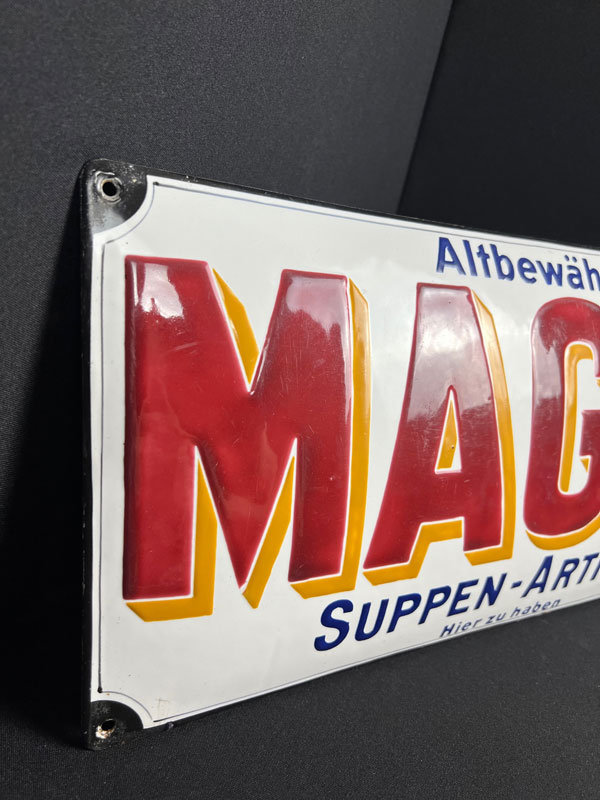 Altbewäh
MAG
SUPPEN-ARTI
Hier zu haben